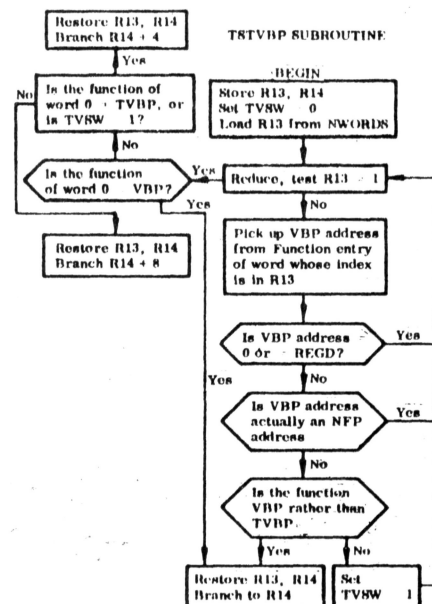 TSTVBP SUBROUTINE
BEGIN
Store R13, R14
Set TVSW 0
Load R13 from NWORDS
Reduce, test R13 1
Yes
No
Pick up VBP address
from Function entry
of word whose index
is in R13
Is VBP address
0 or REGD?
Yes
No
Is VBP address
actually an NFP
address
Yes
No
Is the function
VBP rather than
TVBP
Yes
No
Restore R13, R14
Branch to R14
Set
TVSW 1
Restore R13, R14
Branch R14 + 4
Yes
No
Is the function of
word 0 TVBP, or
is TVSW 1?
No
Is the function
of word 0 VBP?
Yes
Restore R13, R14
Branch R14 + 8
Yes